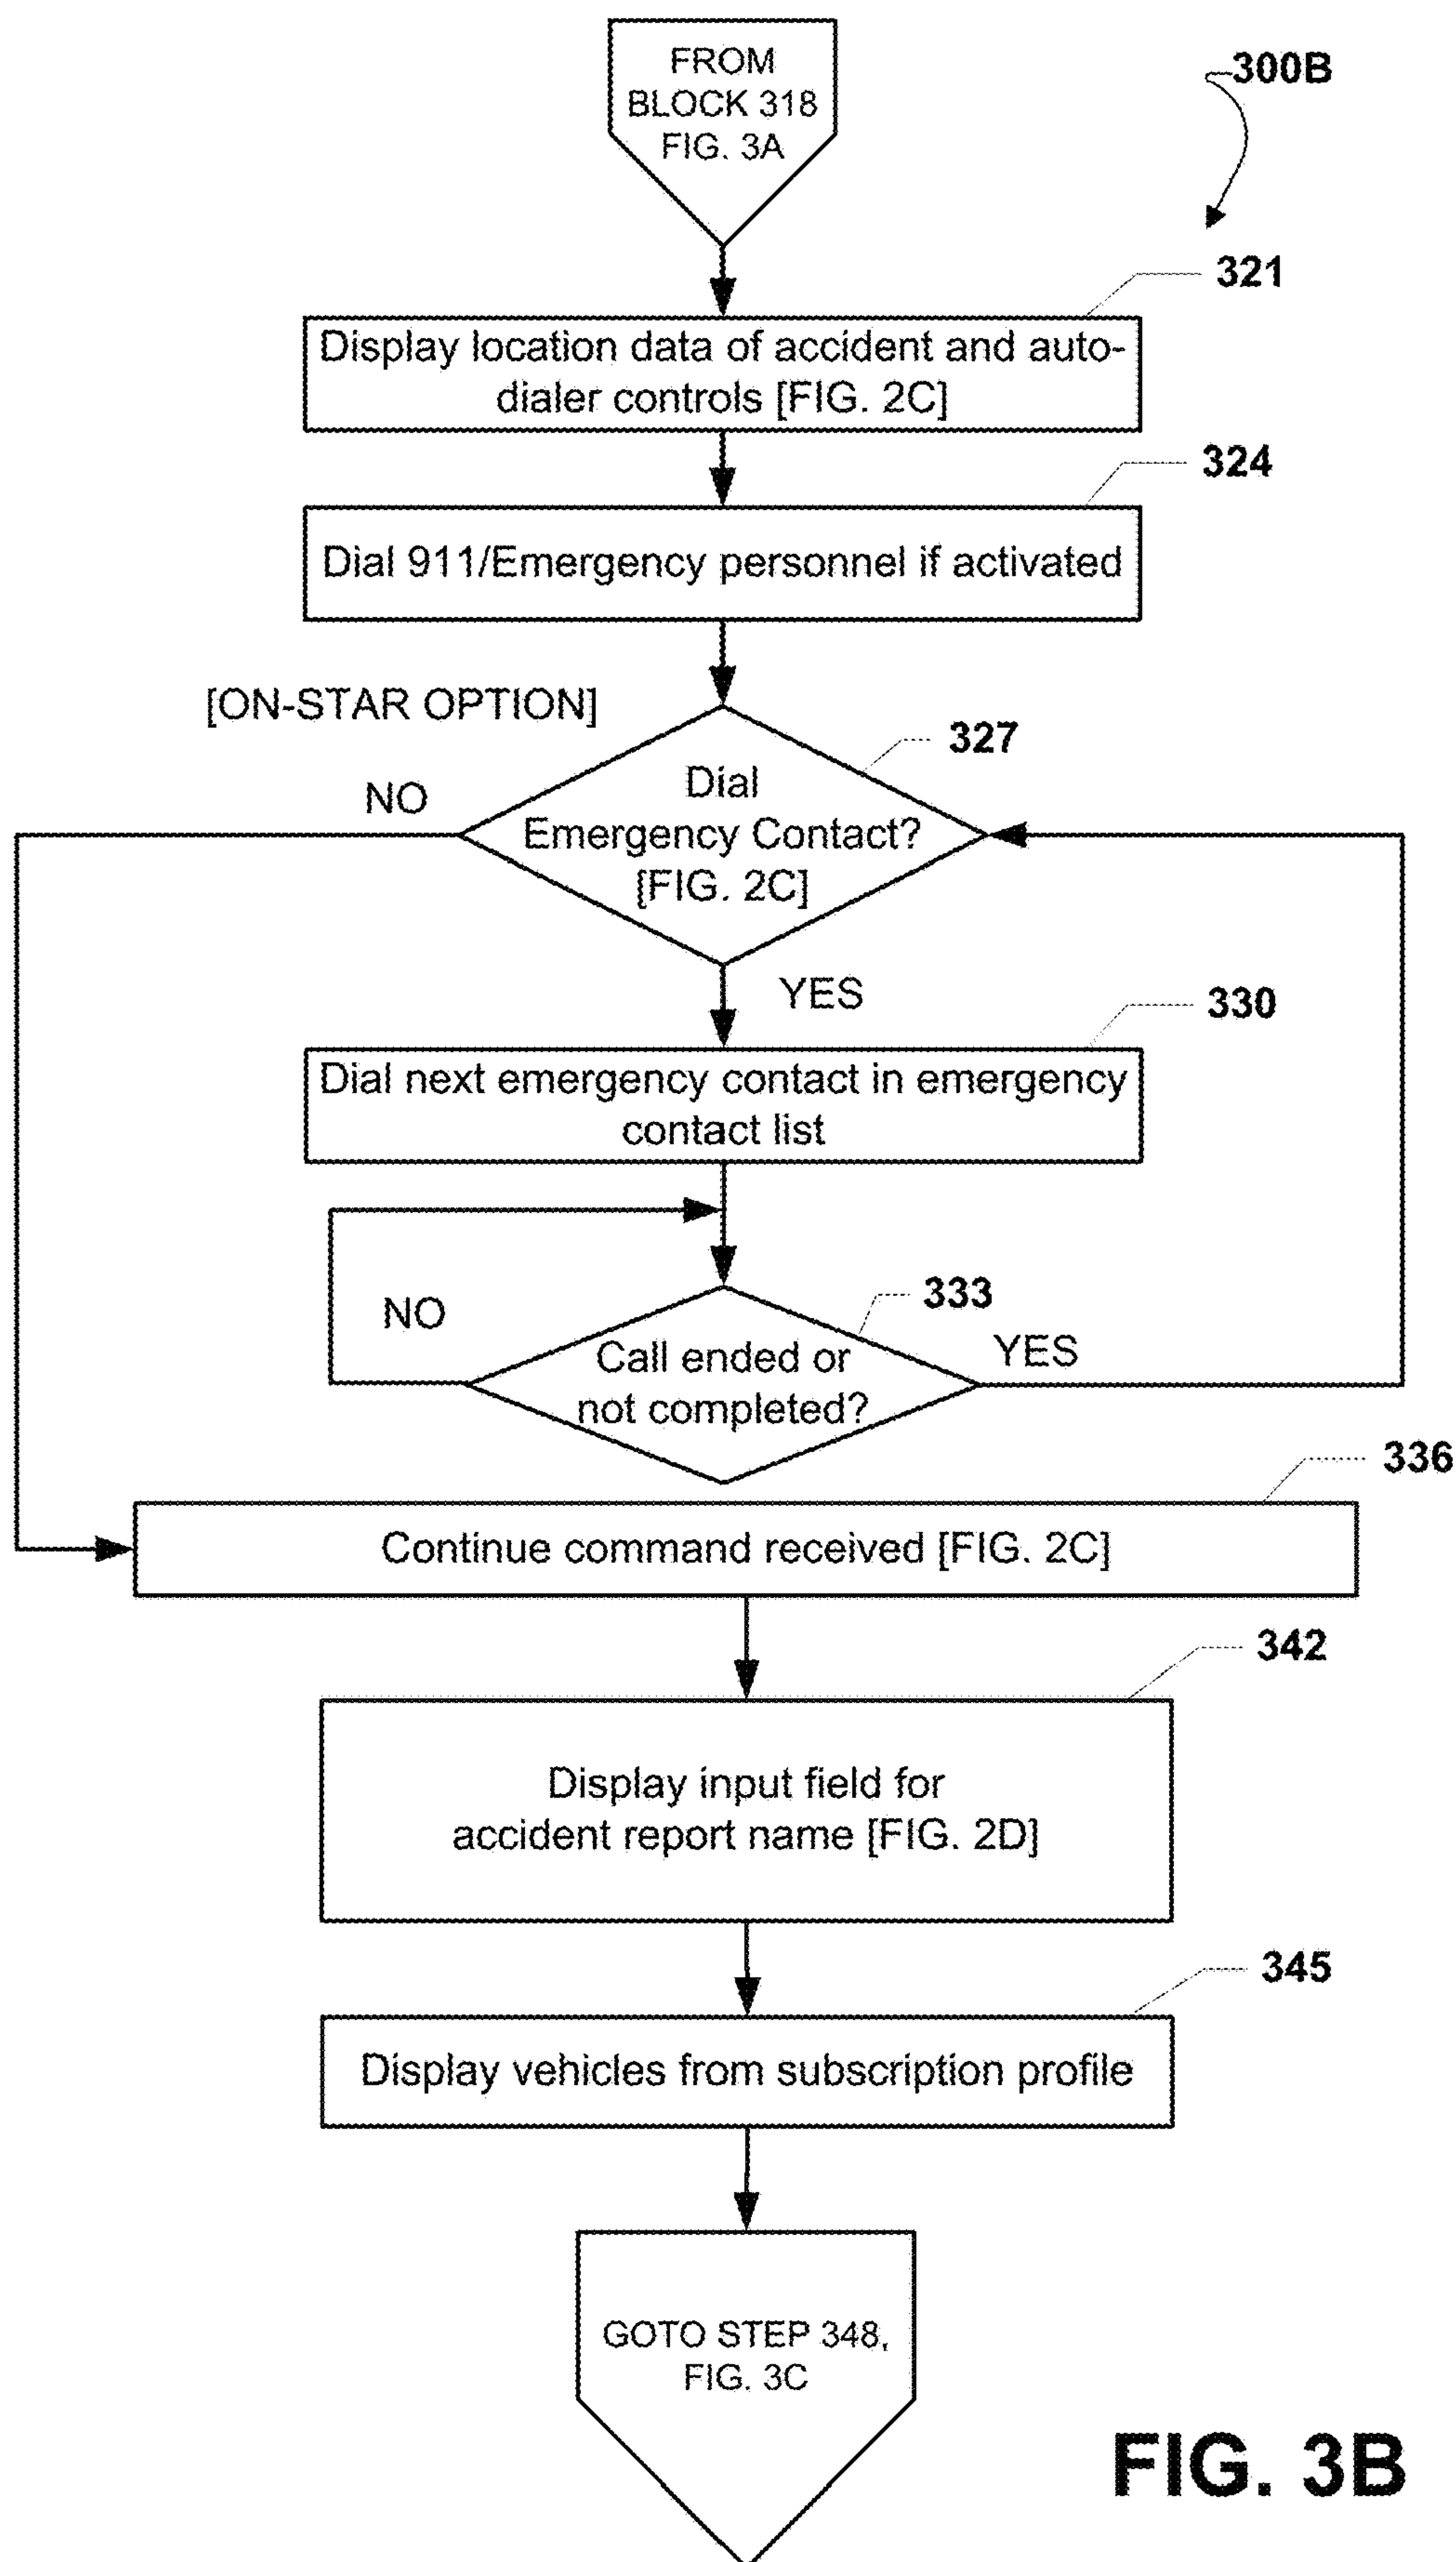 FROM
BLOCK 318
FIG. 3A
300B
321
Display location data of accident and auto-
dialer controls [FIG. 2C]
324
Dial 911/Emergency personnel if activated
[ON-STAR OPTION]
327
NO
Dial
Emergency Contact?
[FIG. 2C]
YES
330
Dial next emergency contact in emergency
contact list
333
NO
YES
Call ended or
not completed?
336
Continue command received [FIG. 2C]
342
Display input field for
accident report name [FIG. 2D]
345
Display vehicles from subscription profile
GOTO STEP 348,
FIG. 3C
FIG. 3B